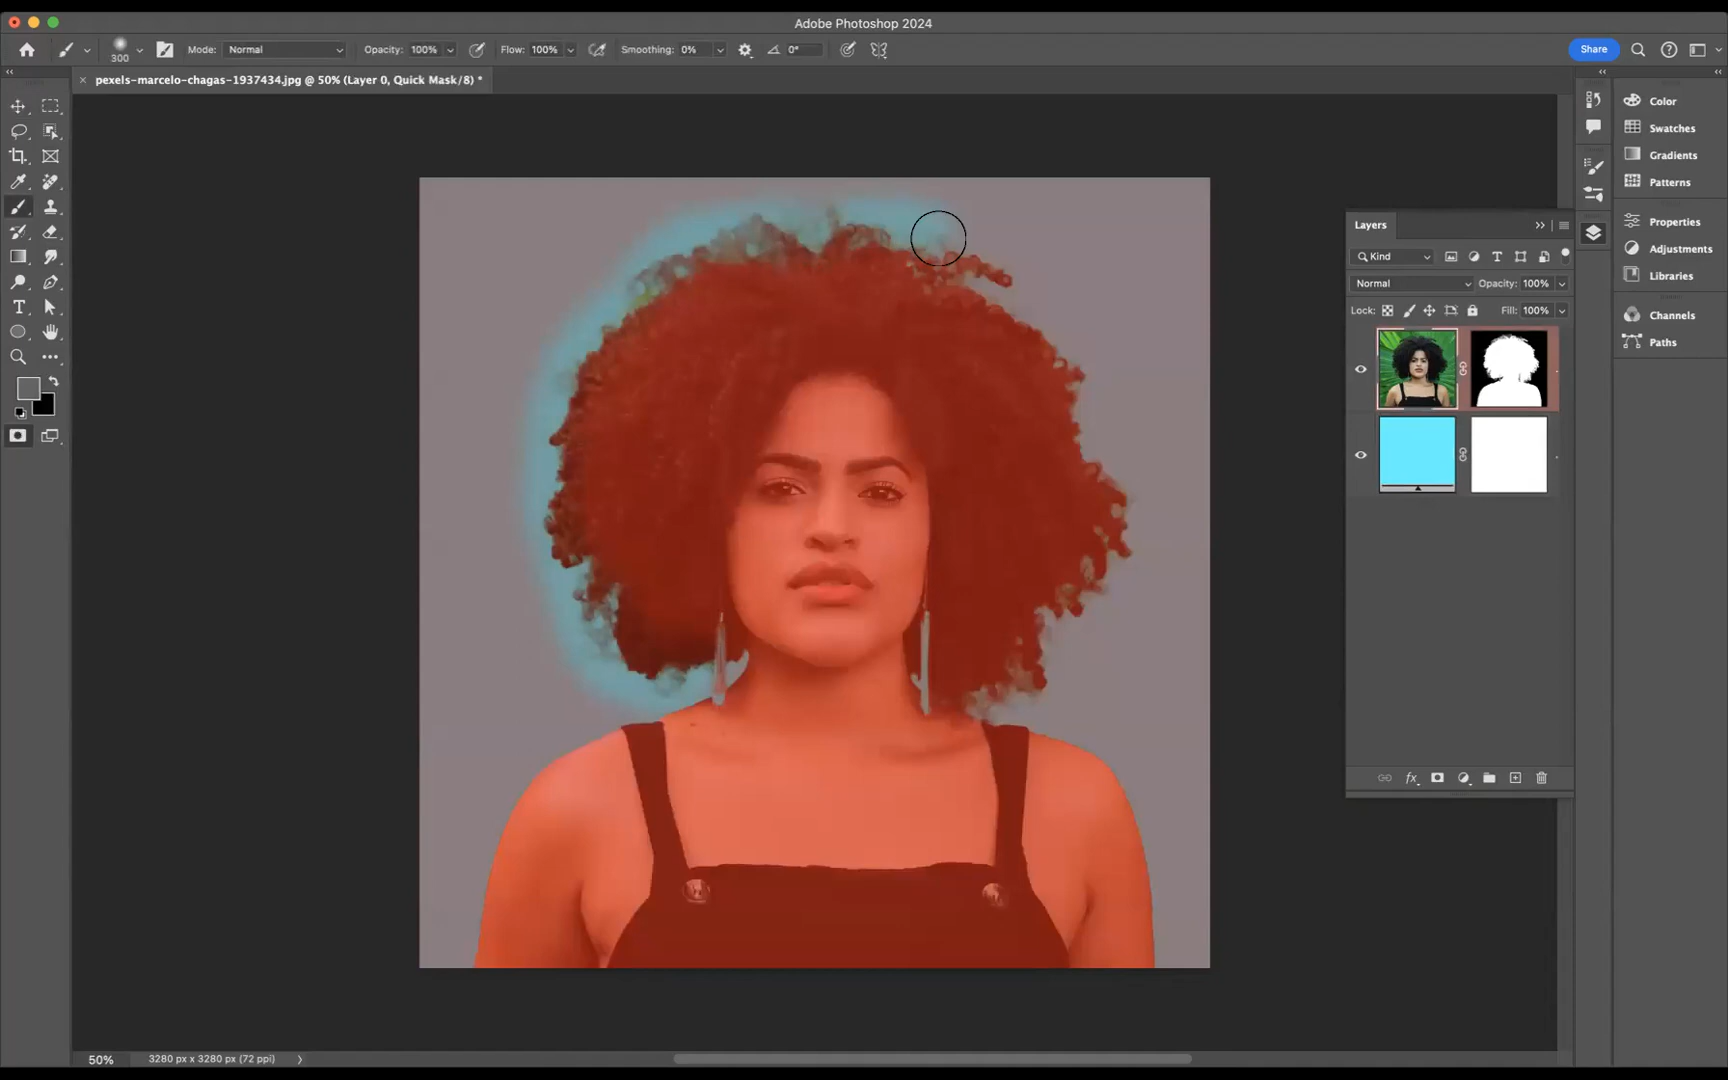 Adobe Photoshop 2024
300
Mode: Normal
Opacity: 100%
Flow: 100%
Smoothing: 0%
0°
Share
pexels-marcelo-chagas-1937434.jpg @ 50% (Layer 0, Quick Mask/8) *
Color
Swatches
Gradients
Patterns
Properties
Adjustments
Libraries
Channels
Paths
Layers
Kind
Normal
Opacity: 100%
Lock:
Fill: 100%
fx
50%
3280 px x 3280 px (72 ppi)